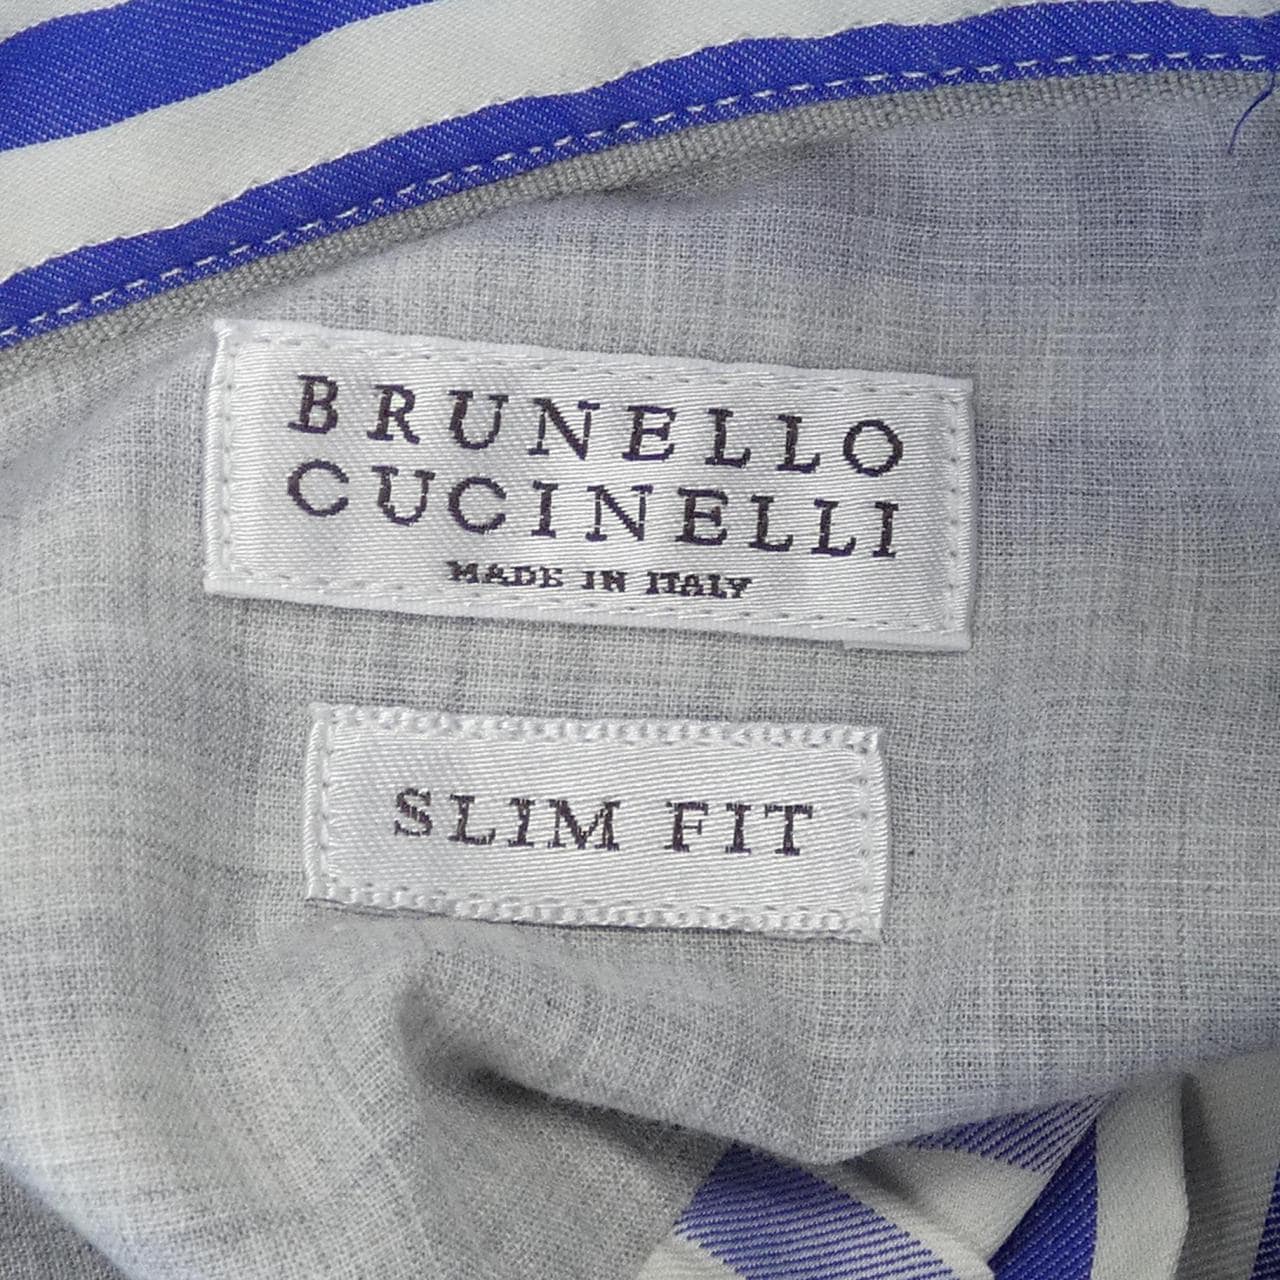 BRUNELLO
CUCINELLI
MADE IN ITALY
SLIM FIT